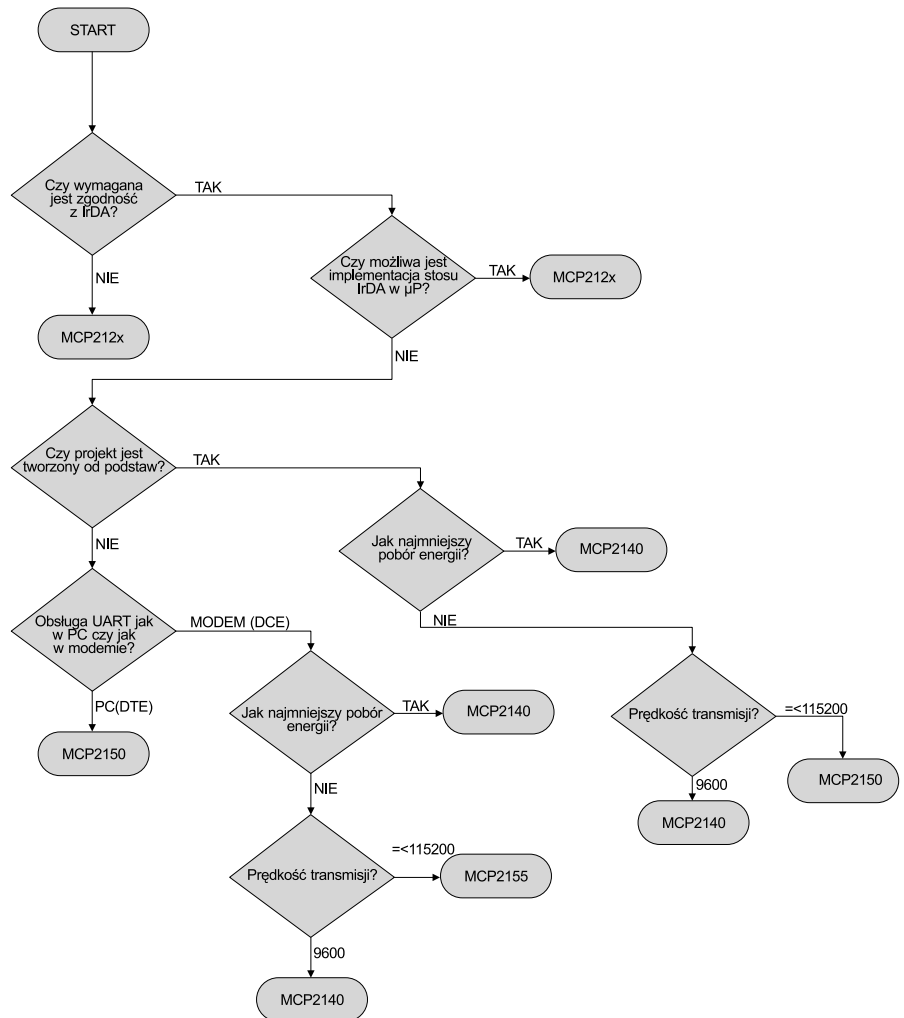 START
Czy wymagana
jest zgodność
z IrDA?
TAK
NIE
MCP212x
Czy możliwa jest
implementacja stosu
IrDA w µP?
TAK
MCP212x
NIE
Czy projekt jest
tworzony od podstaw?
TAK
NIE
Jak najmniejszy
pobór energii?
TAK
MCP2140
NIE
Obsługa UART jak
w PC czy jak
w modemie?
MODEM (DCE)
PC(DTE)
MCP2150
Jak najmniejszy pobór
energii?
TAK
MCP2140
NIE
Prędkość transmisji?
=<115200
MCP2150
9600
MCP2140
Prędkość transmisji?
=<115200
MCP2155
9600
MCP2140